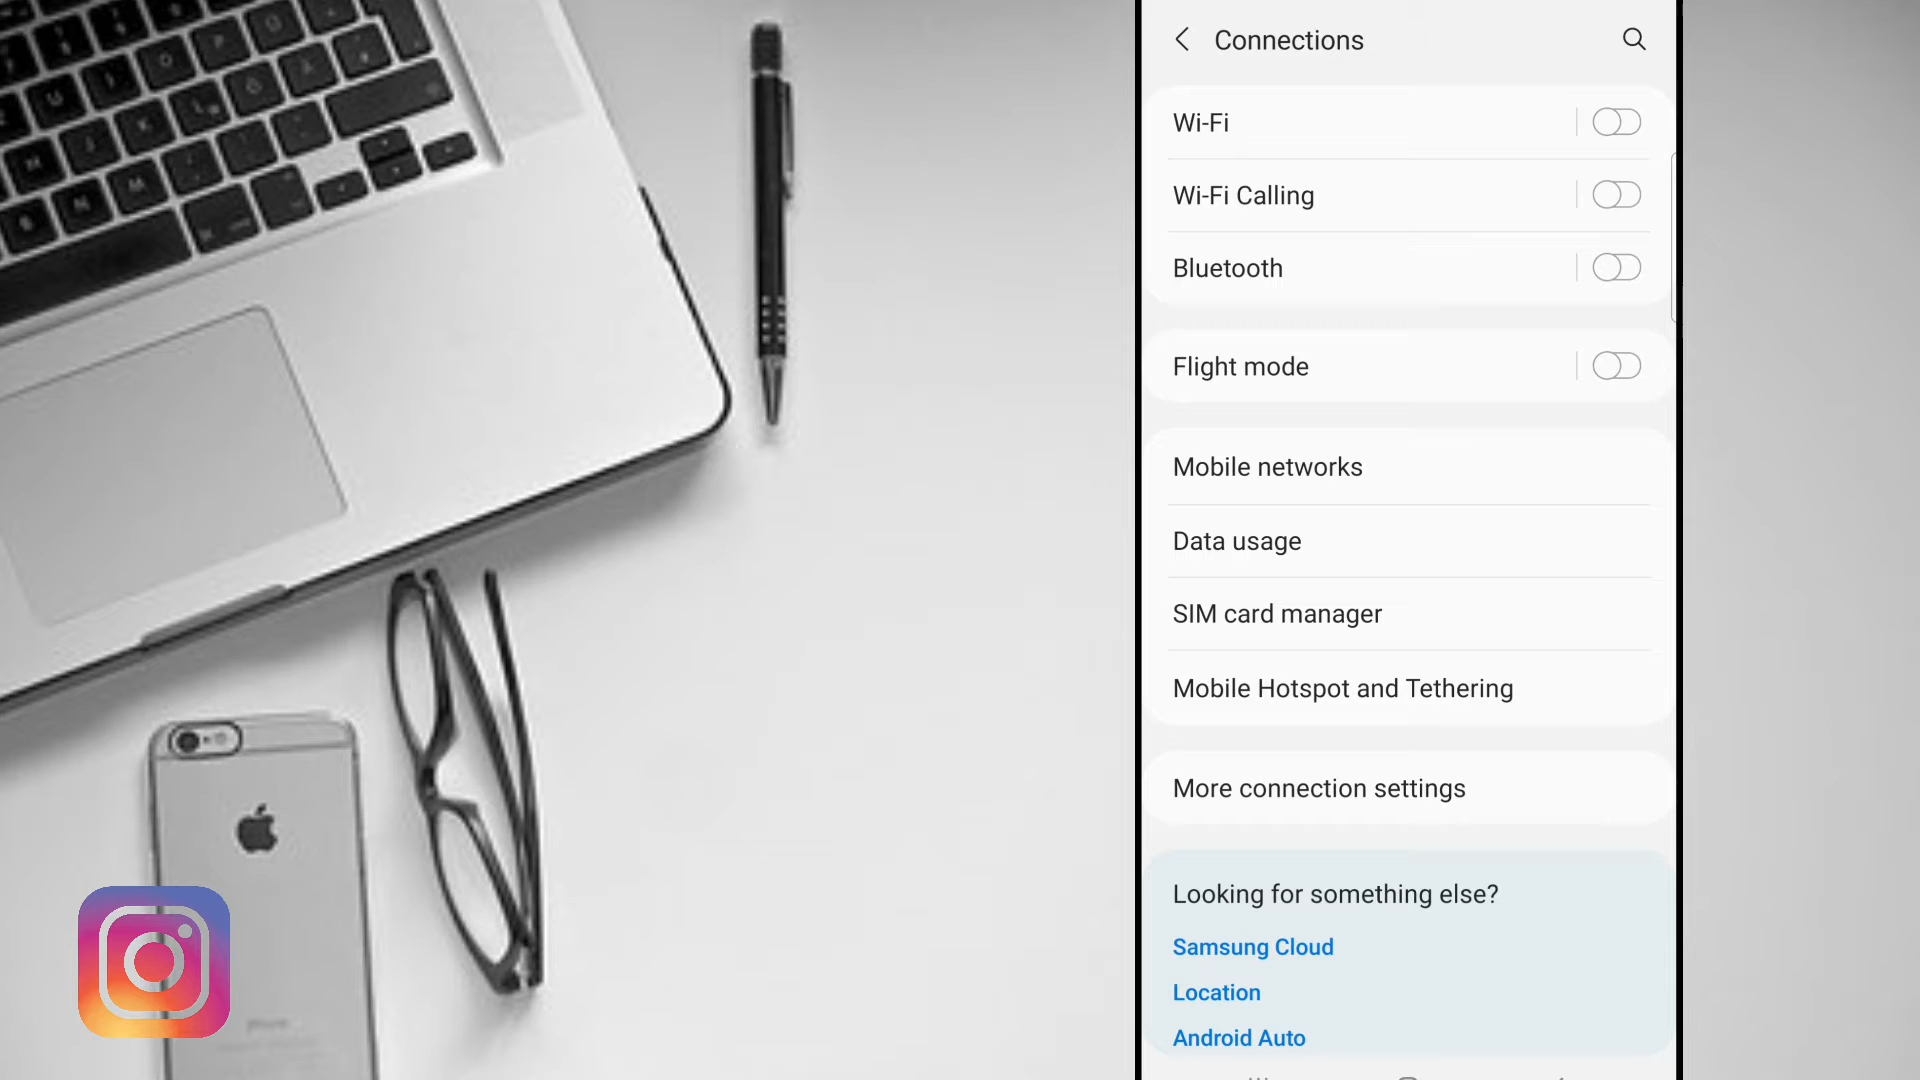 Connections
Wi-Fi
Wi-Fi Calling
Bluetooth
Flight mode
Mobile networks
Data usage
SIM card manager
Mobile Hotspot and Tethering
More connection settings
Looking for something else?
Samsung Cloud
Location
Android Auto